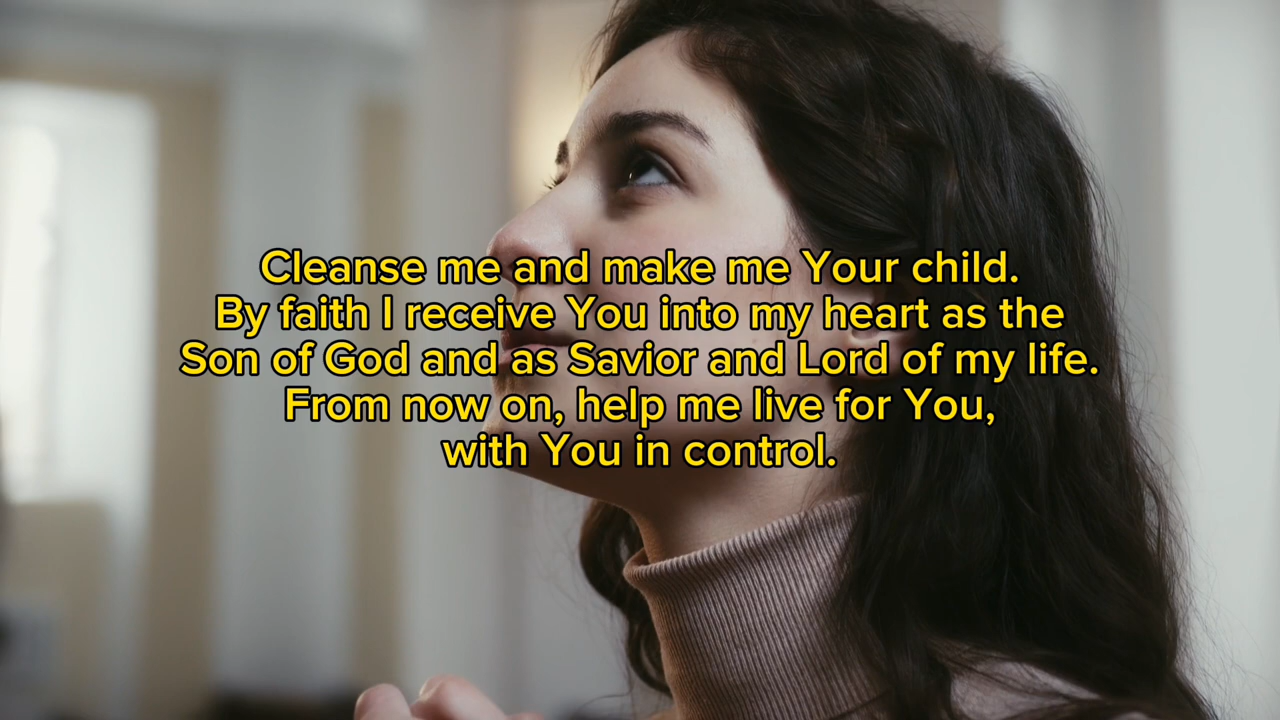 Cleanse me and make me Your child.
By faith I receive You into my heart as the
Son of God and as Savior and Lord of my life.
From now on, help me live for You,
with You in control.